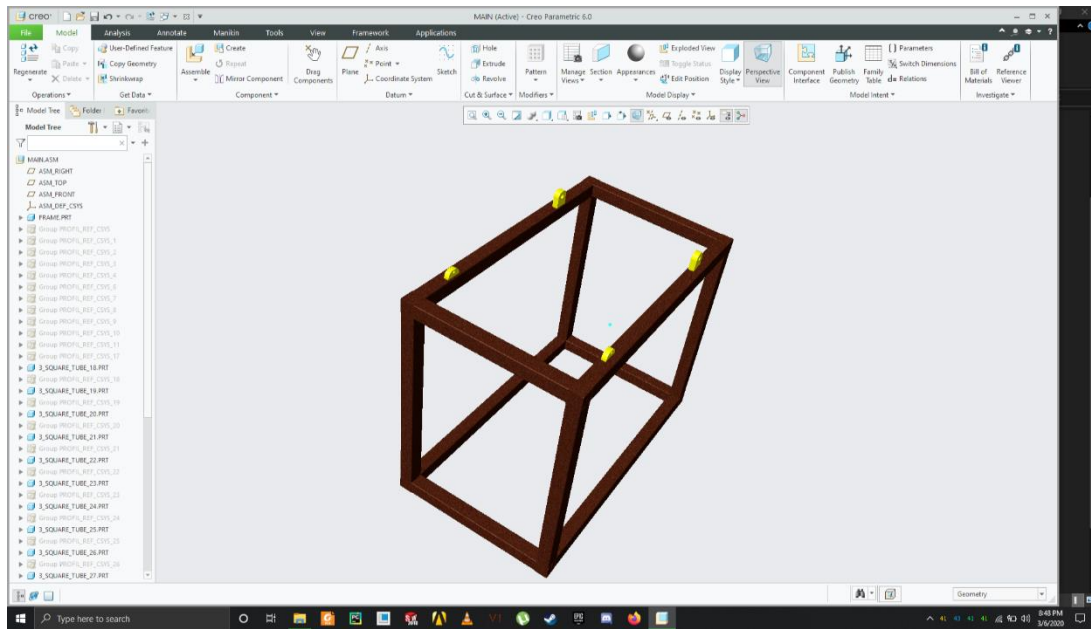 creo
MAIN (Active) - Creo Parametric 6.0
File Model Analysis Annotate Manikin Tools View Framework Applications
Regenerate
Copy
Paste
Delete
Operations
User-Defined Feature
Copy Geometry
Shrinkwrap
Get Data
Assemble
Create
Repeat
Mirror Component
Drag
Components
Component
Plane
Axis
Point
Coordinate System
Sketch
Datum
Hole
Extrude
Revolve
Cut & Surface
Pattern
Modifiers
Manage
Views
Section
Appearances
Exploded View
Toggle Status
Edit Position
Display
Style
Perspective
View
Model Display
Component
Interface
Publish
Geometry
Family
Table
[ ] Parameters
Switch Dimensions
d= Relations
Model Intent
Bill of
Materials
Reference
Viewer
Investigate
Model Tree
Folder
Favorit
Model Tree
MAIN.ASM
ASM_RIGHT
ASM_TOP
ASM_FRONT
ASM_DEF_CSYS
FRAME.PRT
Group PROFIL_REF_CSYS
Group PROFIL_REF_CSYS_1
Group PROFIL_REF_CSYS_2
Group PROFIL_REF_CSYS_3
Group PROFIL_REF_CSYS_4
Group PROFIL_REF_CSYS_6
Group PROFIL_REF_CSYS_7
Group PROFIL_REF_CSYS_8
Group PROFIL_REF_CSYS_9
Group PROFIL_REF_CSYS_10
Group PROFIL_REF_CSYS_11
Group PROFIL_REF_CSYS_17
3_SQUARE_TUBE_18.PRT
Group PROFIL_REF_CSYS_18
3_SQUARE_TUBE_19.PRT
Group PROFIL_REF_CSYS_19
3_SQUARE_TUBE_20.PRT
Group PROFIL_REF_CSYS_20
3_SQUARE_TUBE_21.PRT
Group PROFIL_REF_CSYS_21
3_SQUARE_TUBE_22.PRT
Group PROFIL_REF_CSYS_22
3_SQUARE_TUBE_23.PRT
Group PROFIL_REF_CSYS_23
3_SQUARE_TUBE_24.PRT
Group PROFIL_REF_CSYS_24
3_SQUARE_TUBE_25.PRT
Group PROFIL_REF_CSYS_25
3_SQUARE_TUBE_26.PRT
Group PROFIL_REF_CSYS_26
3_SQUARE_TUBE_27.PRT
Geometry
Type here to search
8:48 PM
3/6/2020